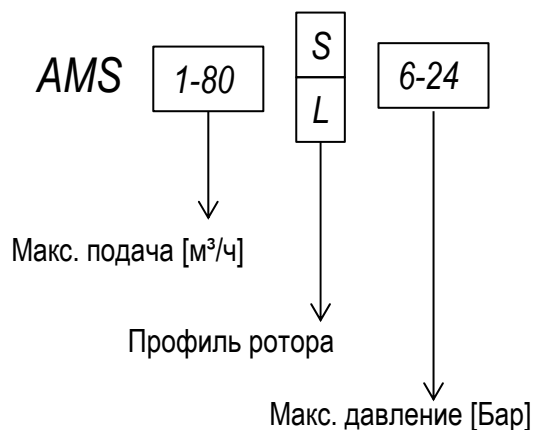 AMS 1-80 S 6-24
L
Макс. подача [м³/ч]
Профиль ротора
Макс. давление [Бар]